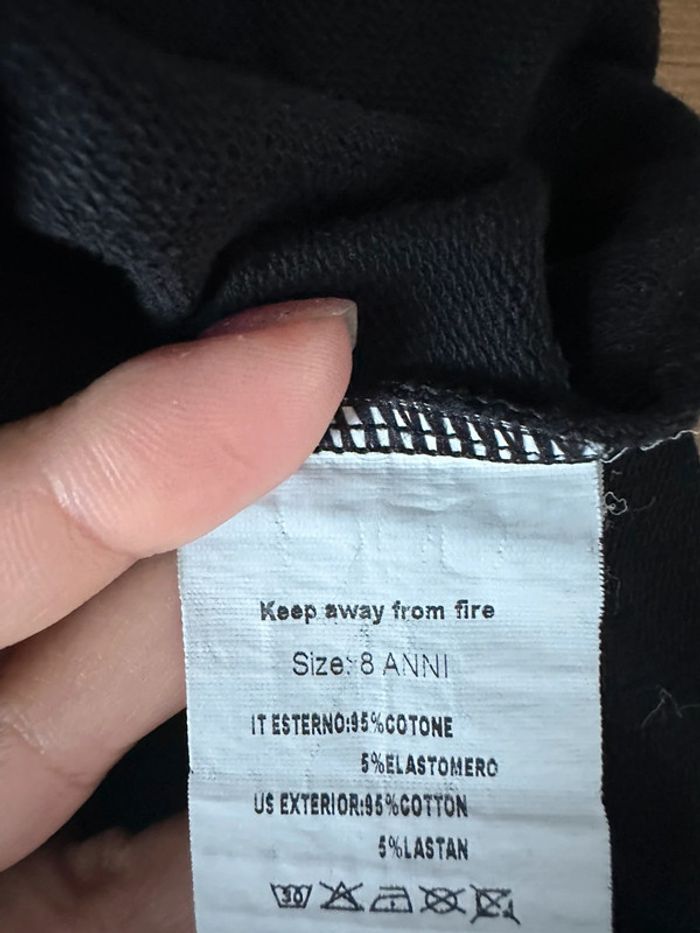 Keep away from fire
Size: 8 ANNI
IT ESTERNO:95%COTONE
5%ELASTOMERO
US EXTERIOR:95%COTTON
5%LASTAN
30